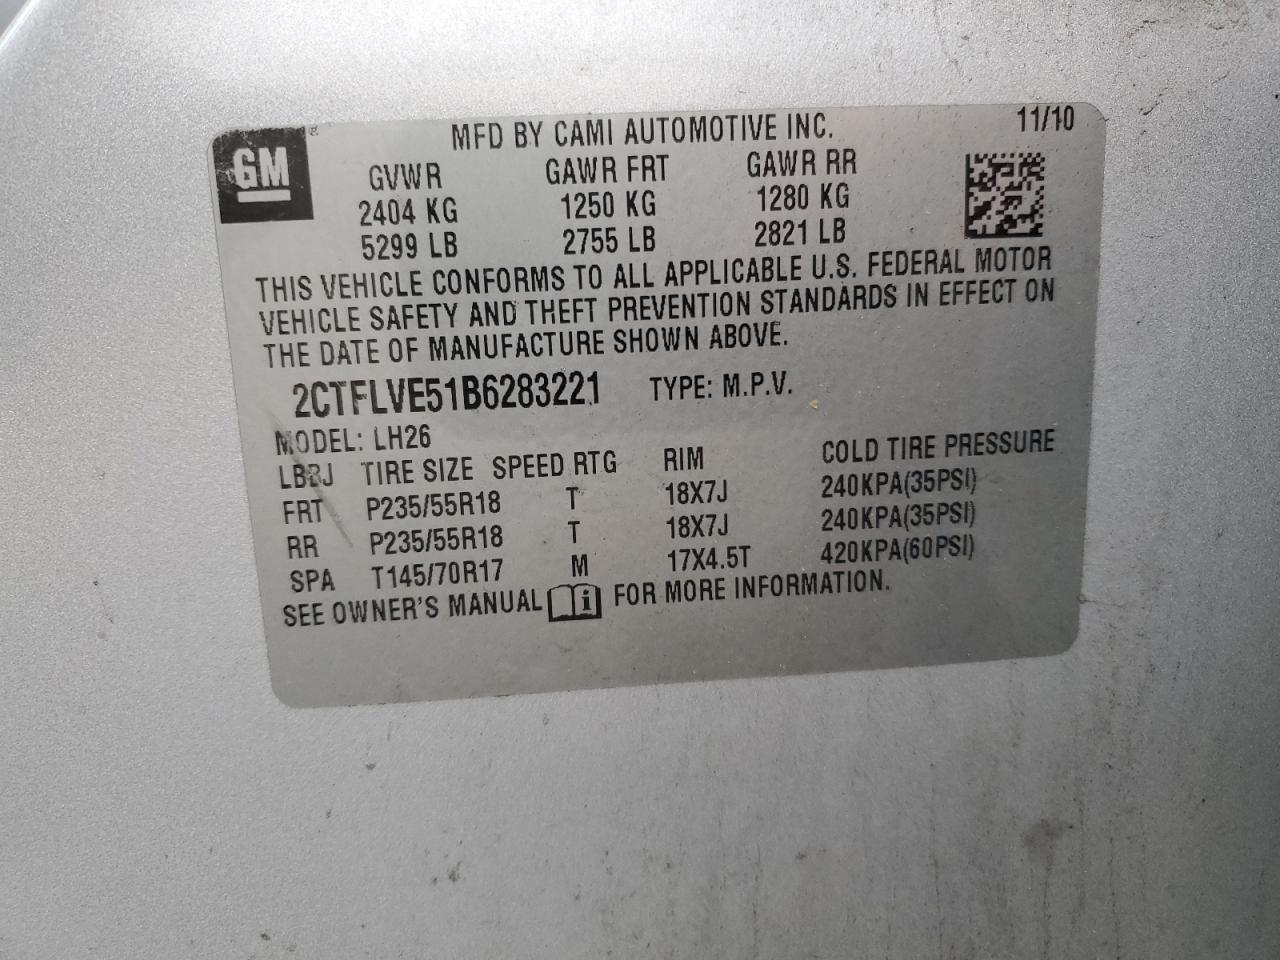 GM ®
MFD BY CAMI AUTOMOTIVE INC. 11/10
GVWR GAWR FRT GAWR RR
2404 KG 1250 KG 1280 KG
5299 LB 2755 LB 2821 LB
THIS VEHICLE CONFORMS TO ALL APPLICABLE U.S. FEDERAL MOTOR
VEHICLE SAFETY AND THEFT PREVENTION STANDARDS IN EFFECT ON
THE DATE OF MANUFACTURE SHOWN ABOVE.
2CTFLVE51B6283221 TYPE: M.P.V.
MODEL: LH26
LBBJ TIRE SIZE SPEED RTG RIM COLD TIRE PRESSURE
FRT P235/55R18 T 18X7J 240KPA(35PSI)
RR P235/55R18 T 18X7J 240KPA(35PSI)
SPA T145/70R17 M 17X4.5T 420KPA(60PSI)
SEE OWNER'S MANUAL i FOR MORE INFORMATION.